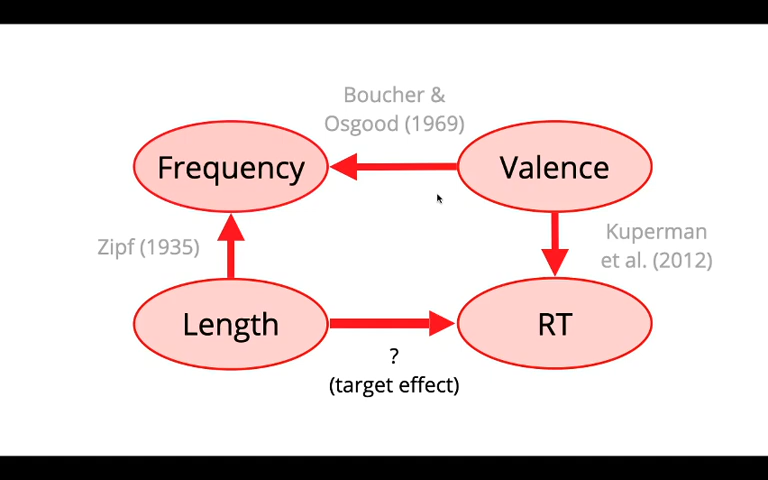 Boucher &
Osgood (1969)
Frequency
Valence
Zipf (1935)
Kuperman
et al. (2012)
Length
RT
?
(target effect)